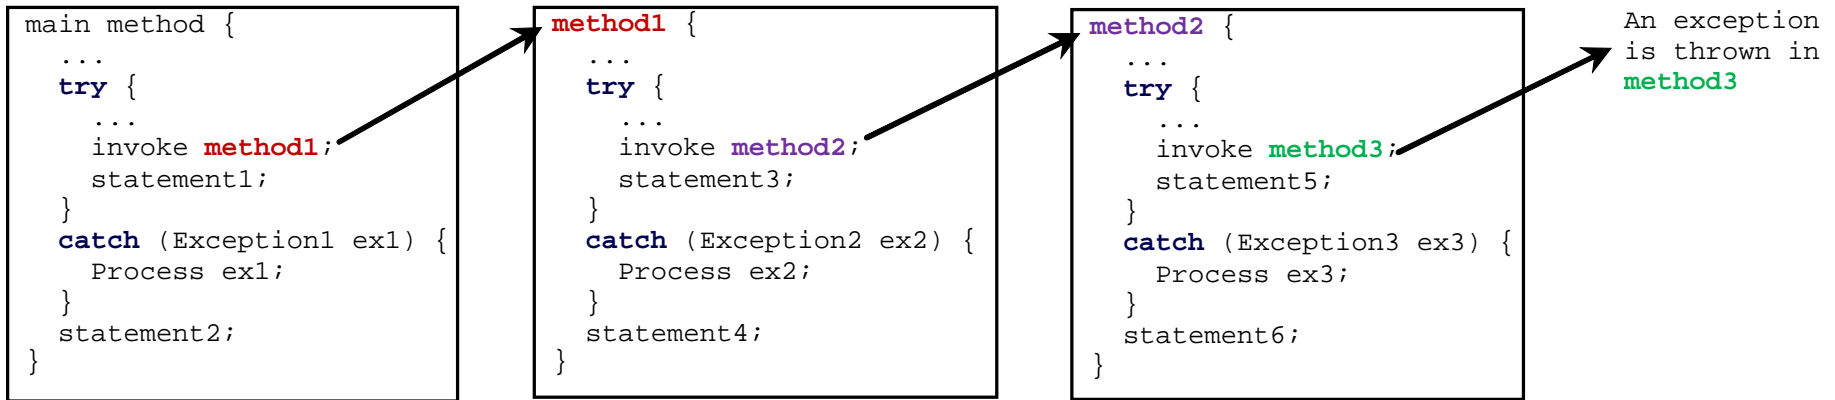 main method {
  ...
  try {
    ...
    invoke method1;
    statement1;
  }
  catch (Exception1 ex1) {
    Process ex1;
  }
  statement2;
}
method1 {
  ...
  try {
    ...
    invoke method2;
    statement3;
  }
  catch (Exception2 ex2) {
    Process ex2;
  }
  statement4;
}
method2 {
  ...
  try {
    ...
    invoke method3;
    statement5;
  }
  catch (Exception3 ex3) {
    Process ex3;
  }
  statement6;
}
An exception
is thrown in
method3